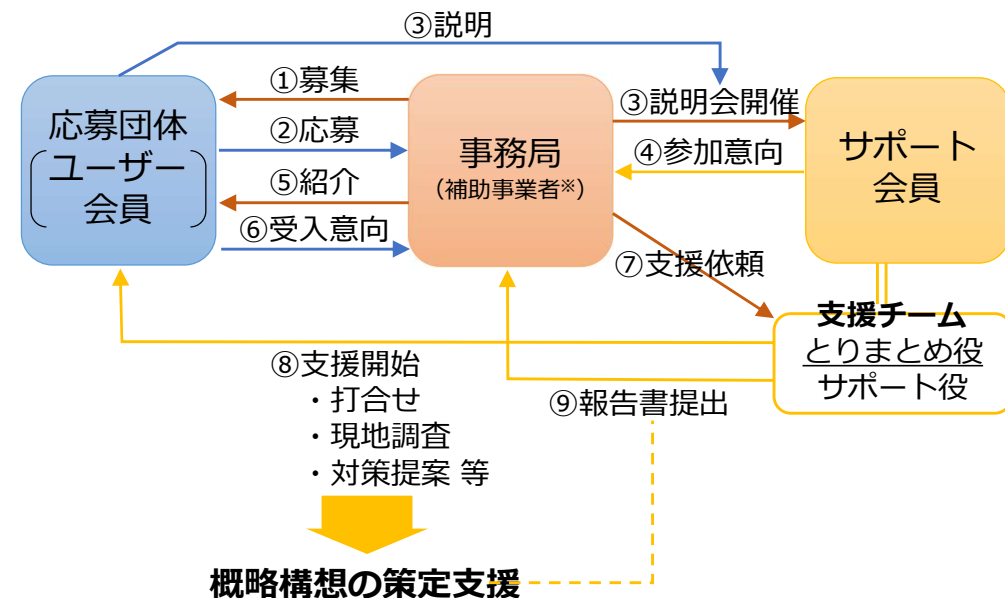 ③説明
応募団体
ユーザー
会員
①募集
②応募
⑤紹介
⑥受入意向
事務局
(補助事業者※)
③説明会開催
④参加意向
⑦支援依頼
サポート
会員
支援チーム
とりまとめ役
サポート役
⑧支援開始
・打合せ
・現地調査
・対策提案 等
⑨報告書提出
概略構想の策定支援